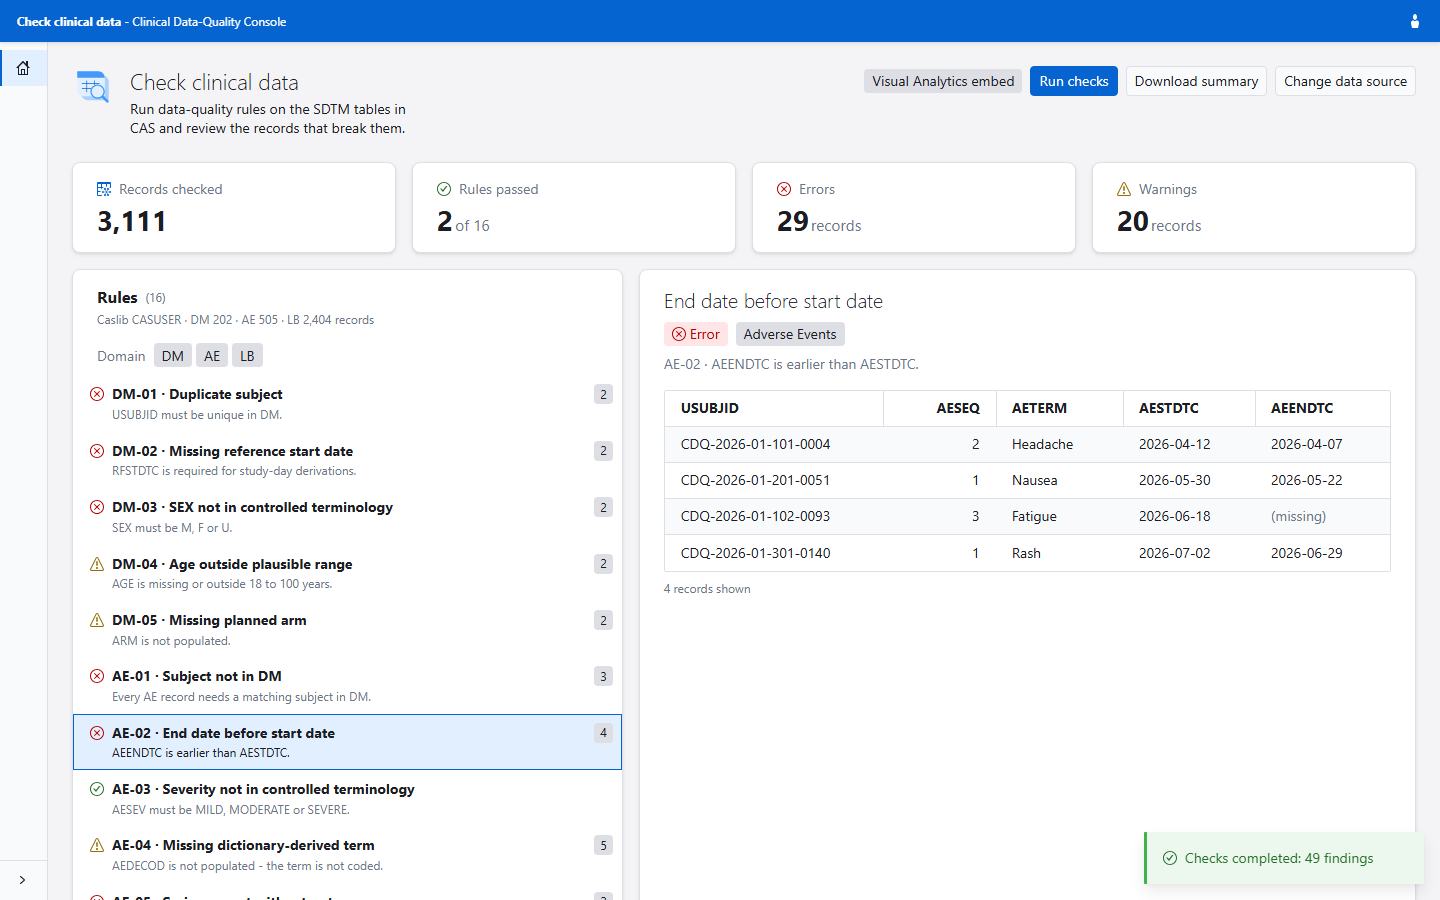 Check clinical data - Clinical Data-Quality Console
Check clinical data
Run data-quality rules on the SDTM tables in
CAS and review the records that break them.
Visual Analytics embed
Run checks
Download summary
Change data source
Records checked
3,111
Rules passed
2 of 16
Errors
29 records
Warnings
20 records
Rules (16)
Caslib CASUSER · DM 202 · AE 505 · LB 2,404 records
Domain DM AE LB
DM-01 · Duplicate subject 2
USUBJID must be unique in DM.
DM-02 · Missing reference start date 2
RFSTDTC is required for study-day derivations.
DM-03 · SEX not in controlled terminology 2
SEX must be M, F or U.
DM-04 · Age outside plausible range 2
AGE is missing or outside 18 to 100 years.
DM-05 · Missing planned arm 2
ARM is not populated.
AE-01 · Subject not in DM 3
Every AE record needs a matching subject in DM.
AE-02 · End date before start date 4
AEENDTC is earlier than AESTDTC.
AE-03 · Severity not in controlled terminology
AESEV must be MILD, MODERATE or SEVERE.
AE-04 · Missing dictionary-derived term 5
AEDECOD is not populated - the term is not coded.
End date before start date
Error Adverse Events
AE-02 · AEENDTC is earlier than AESTDTC.
USUBJID AESEQ AETERM AESTDTC AEENDTC
CDQ-2026-01-101-0004 2 Headache 2026-04-12 2026-04-07
CDQ-2026-01-201-0051 1 Nausea 2026-05-30 2026-05-22
CDQ-2026-01-102-0093 3 Fatigue 2026-06-18 (missing)
CDQ-2026-01-301-0140 1 Rash 2026-07-02 2026-06-29
4 records shown
Checks completed: 49 findings